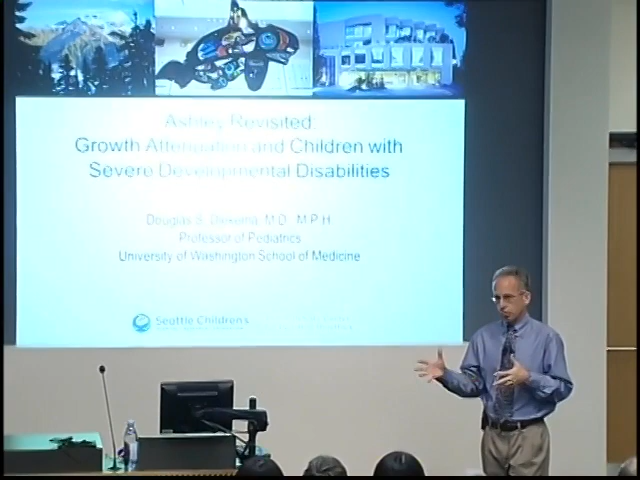 Ashley Revisited:
Growth Attenuation and Children with
Severe Developmental Disabilities
Douglas S. Diekema, M.D., M.P.H.
Professor of Pediatrics
University of Washington School of Medicine
Seattle Children's